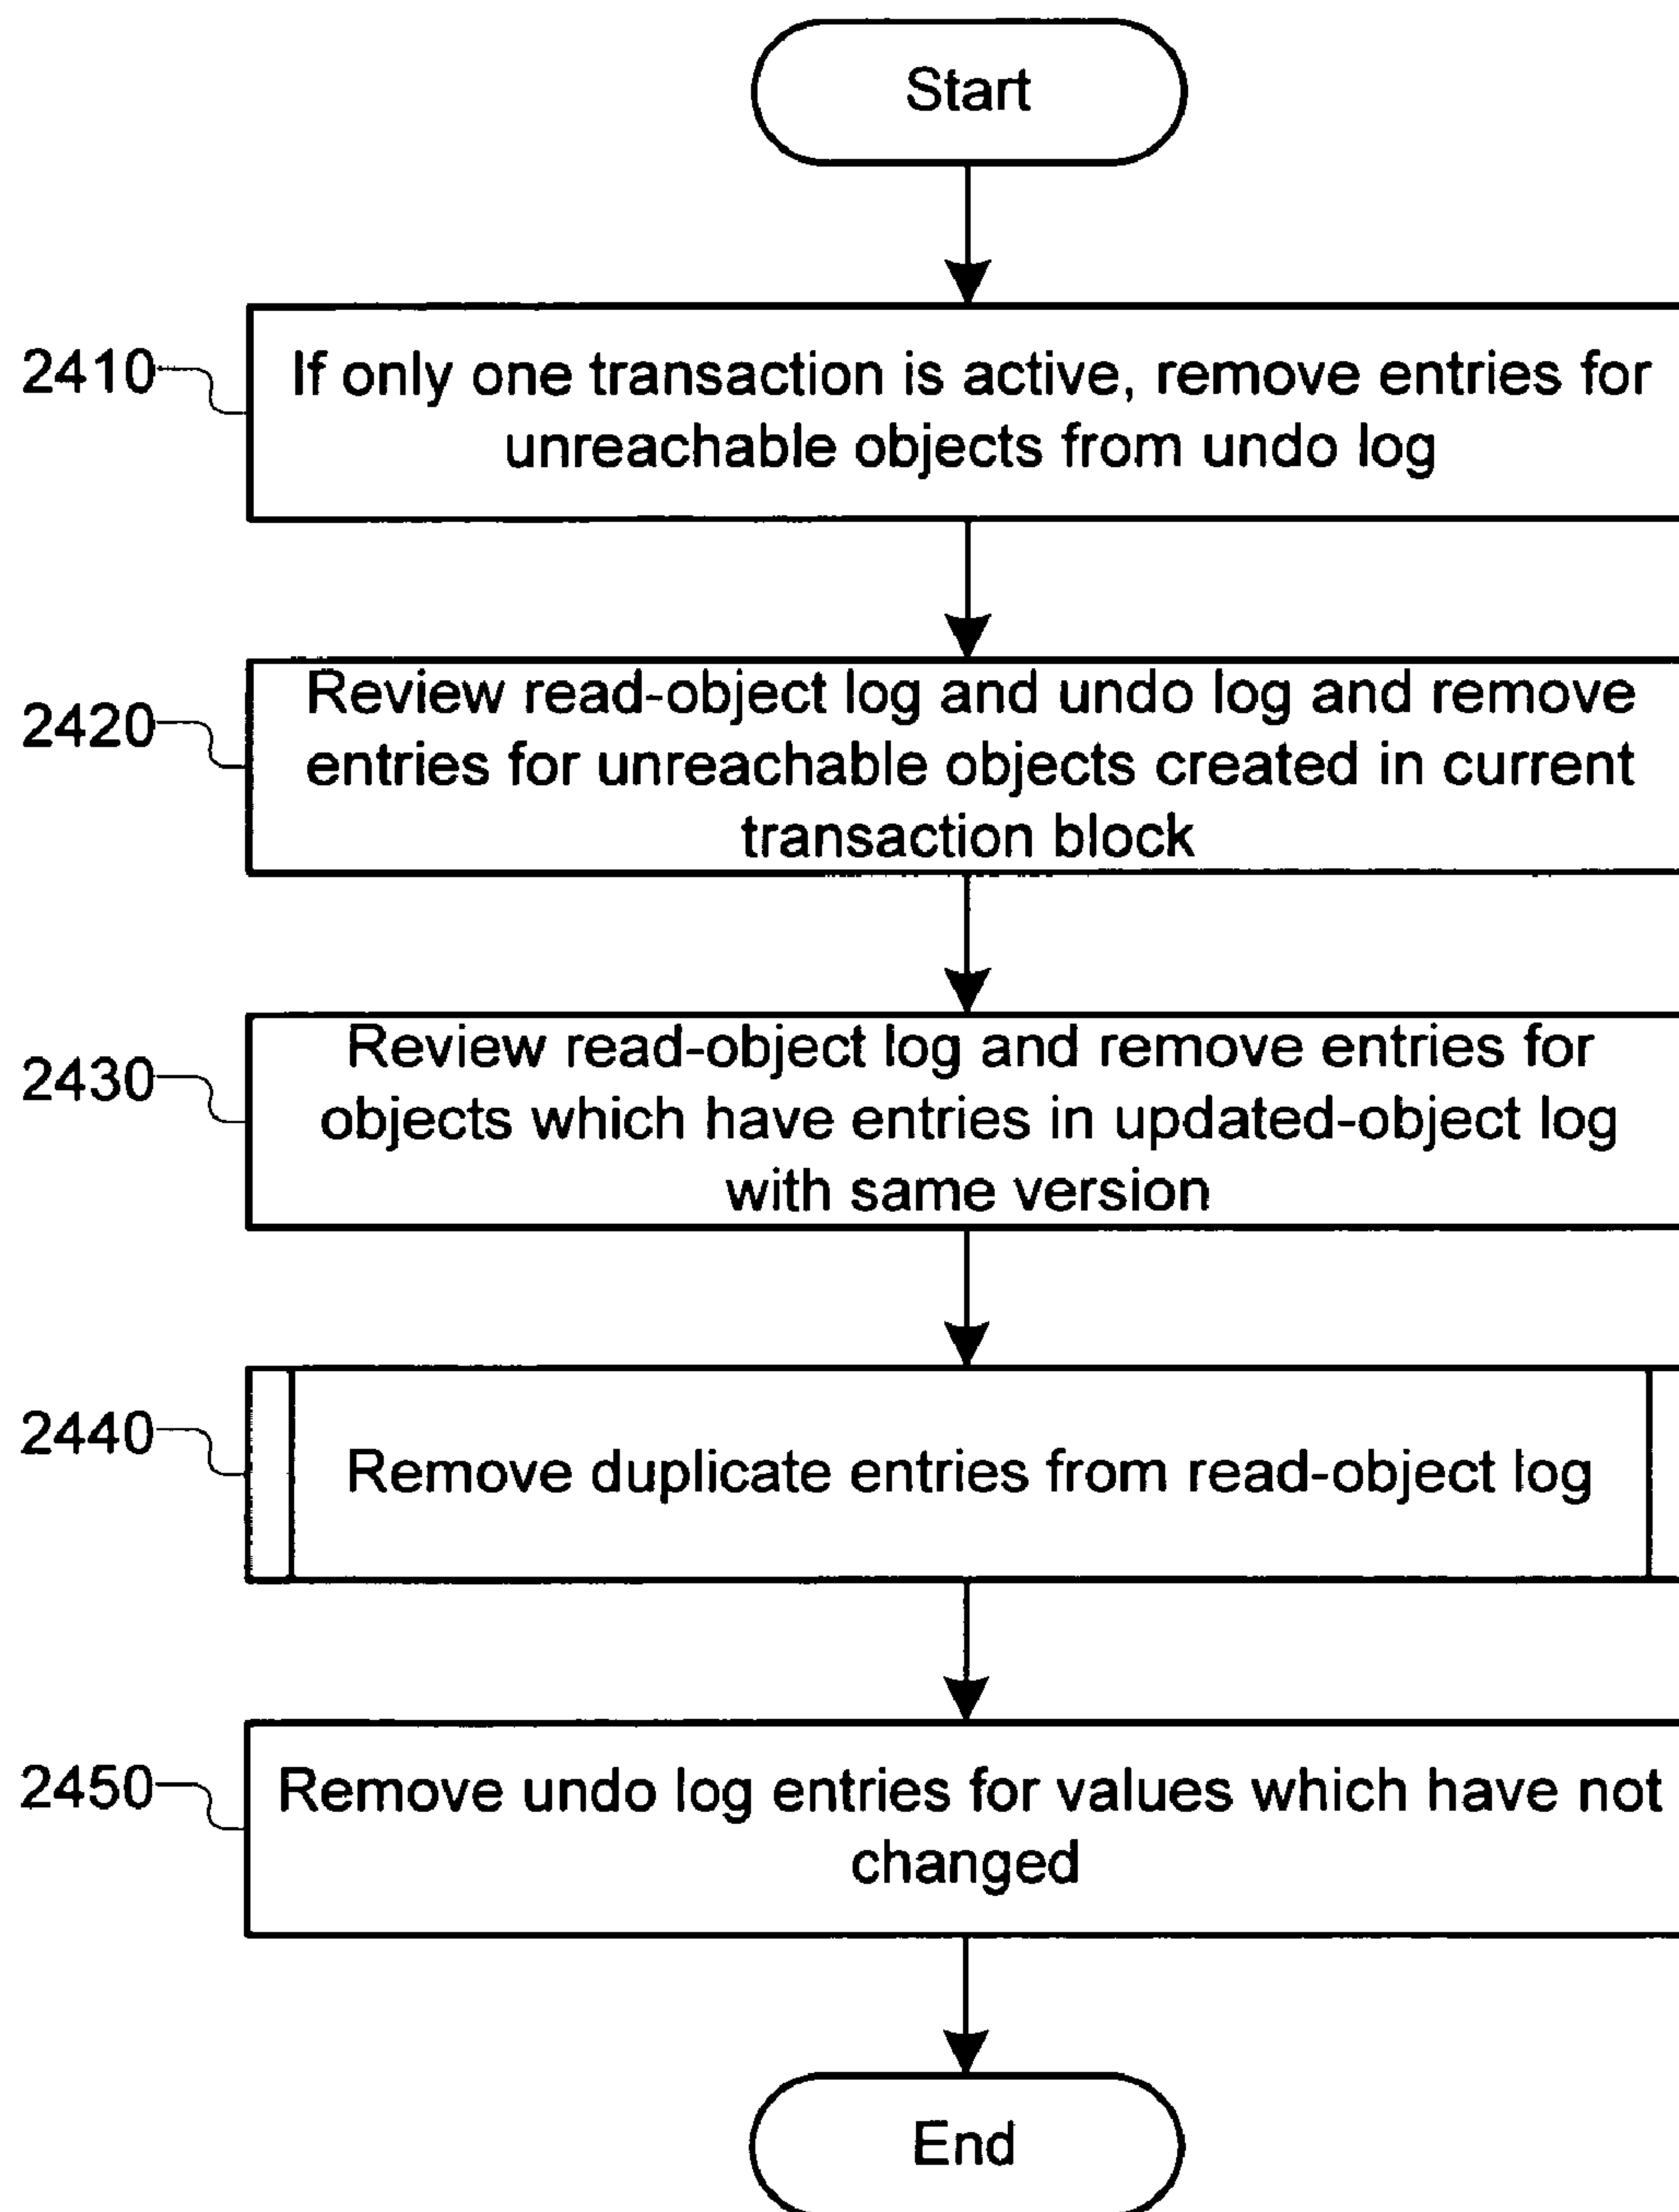 Start
2410
If only one transaction is active, remove entries for
unreachable objects from undo log
2420
Review read-object log and undo log and remove
entries for unreachable objects created in current
transaction block
2430
Review read-object log and remove entries for
objects which have entries in updated-object log
with same version
2440
Remove duplicate entries from read-object log
2450
Remove undo log entries for values which have not
changed
End